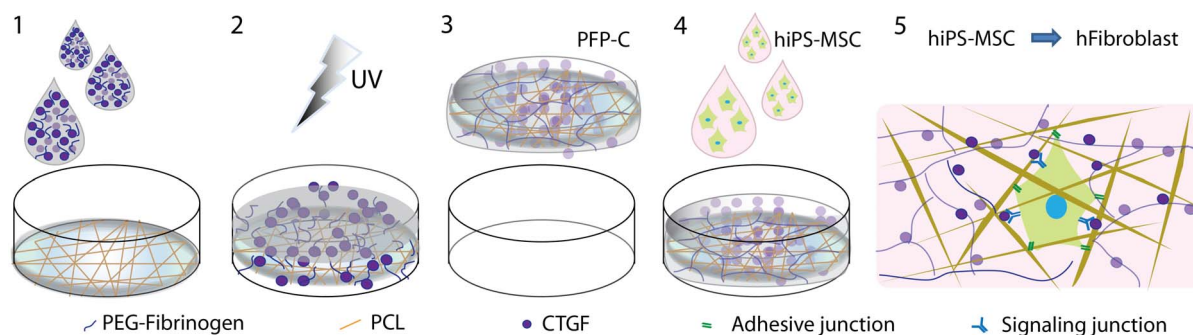 1
2
UV
3
PFP-C
4
hiPS-MSC
5
hiPS-MSC hFibroblast
PEG-Fibrinogen PCL CTGF Adhesive junction Signaling junction